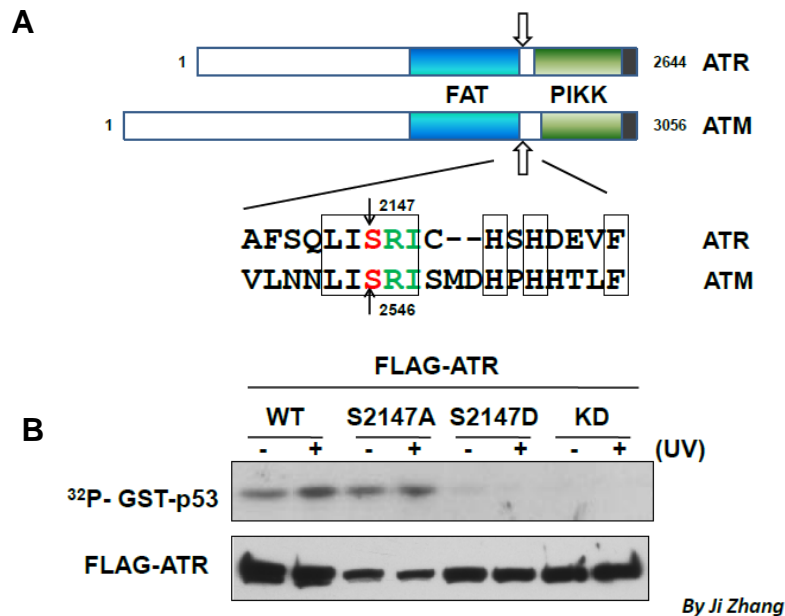 A
1 2644 ATR
FAT PIKK
1 3056 ATM
2147
AFSQLISRIC--HSHDEVF ATR
VLNNLISRISMDHPHHTLF ATM
2546
B
FLAG-ATR
WT S2147A S2147D KD
- + - + - + - + (UV)
32P- GST-p53
FLAG-ATR
By Ji Zhang